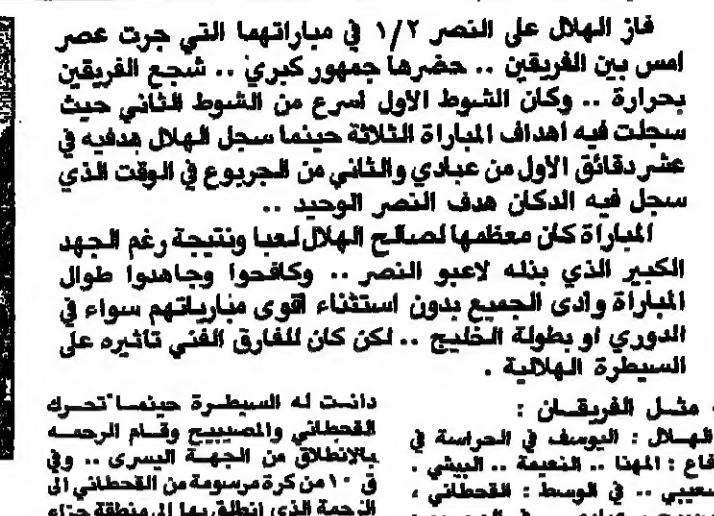 فاز الهلال على النصر ١/٢ في مباراتهما التي جرت عصر
امس بين الفريقين .. حضرها جمهور كبري .. شجع الفريقين
بحرارة .. وكان الشوط الاول اسرع من الشوط الثاني حيث
سجلت فيه اهداف المباراة الثلاثة حينما سجل الهلال هدفيه في
عشر دقائق الاول من عبادي والثاني من الجربوع في الوقت الذي
سجل فيه الدكان هدف النصر الوحيد ..
المباراة كان معظمها لصالح الهلال لعبا ونتيجة رغم الجهد
الكبير الذي بذله لاعبو النصر .. وكافحوا وجاهدوا طوال
المباراة وادى الجميع بدون استثناء اقوى مبارياتهم سواء في
الدوري او بطولة الخليج .. لكن كان للفارق الفني تاثيره على
السيطرة الهلالية .
مثل الفريقان :
الهلال : اليوسف في الحراسة في
فاع : المهنا .. النعيمة .. البيشي .
سعيبي .. في الوسط : القحطاني ،
دانت له السيطرة حينما تحرك
القحطاني والمصيبيح وقام الرحمه
بالانطلاق من الجهة اليسرى .. وفي
ق ١٠ من كرة مرسومة من القحطاني الى
الرحمة الذي انطلق بها الى منطقة جزاء